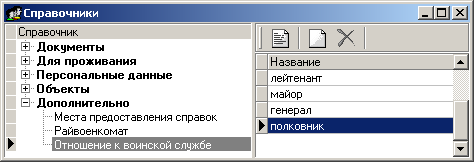 Справочники
Справочник
Документы
Для проживания
Персональные данные
Объекты
Дополнительно
Места предоставления справок
Райвоенкомат
Отношение к воинской службе
Название
лейтенант
майор
генерал
полковник